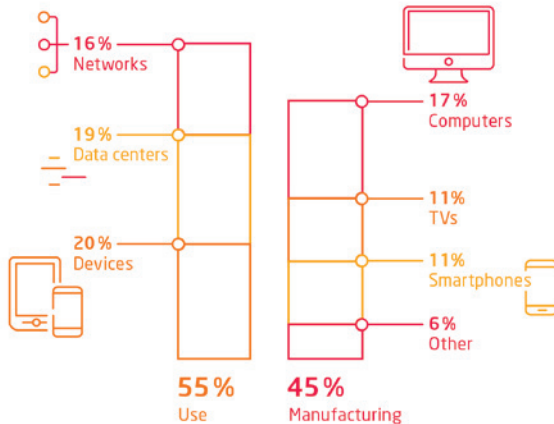 16%
Networks
19%
Data centers
20%
Devices
55%
Use
17%
Computers
11%
TVs
11%
Smartphones
6%
Other
45%
Manufacturing